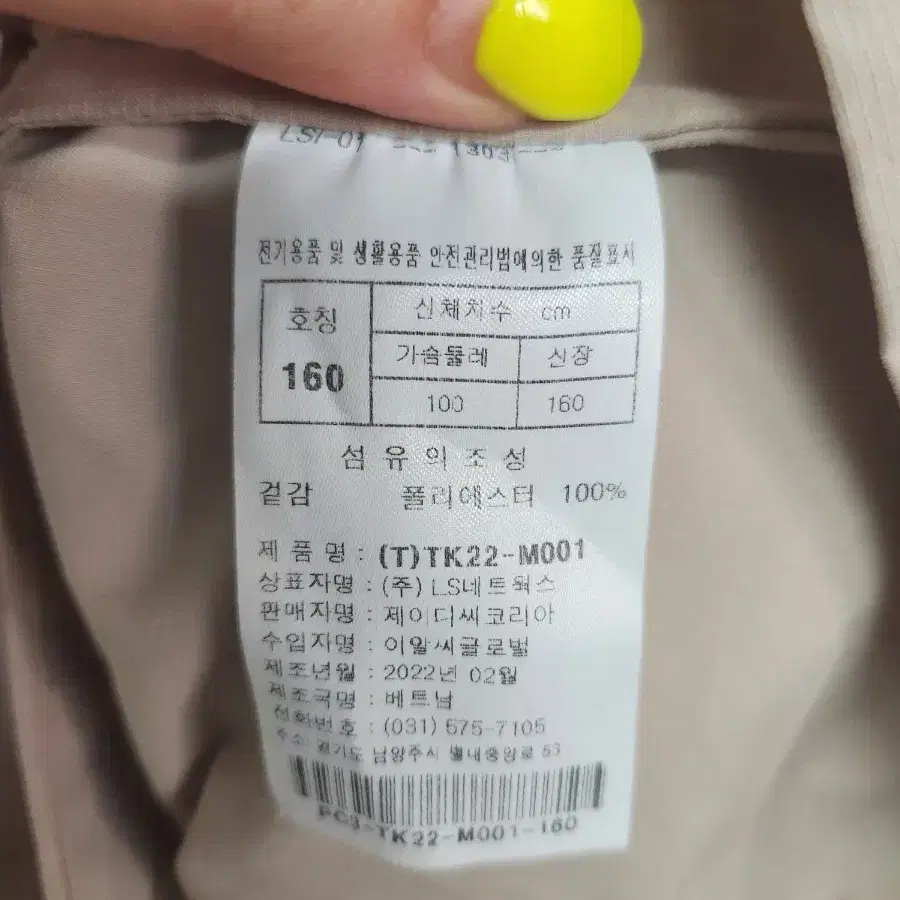 LS1-01
전기용품 및 생활용품 안전관리법에의한 품질표시
호칭 신체치수 cm
가슴둘레 신장
160 100 160
섬유의조성
겉감 폴리에스터 100%
제품명 : (T)TK22-M001
상표자명 : (주) LS네트웍스
판매자명 : 제이디씨코리아
수입자명 : 이알씨글로벌
제조년월 : 2022년 02월
제조국명 : 베트남
전화번호 : (031) 575-7105
주소: 경기도 남양주시 별내중앙로 53
PC3-TK22-M001-160